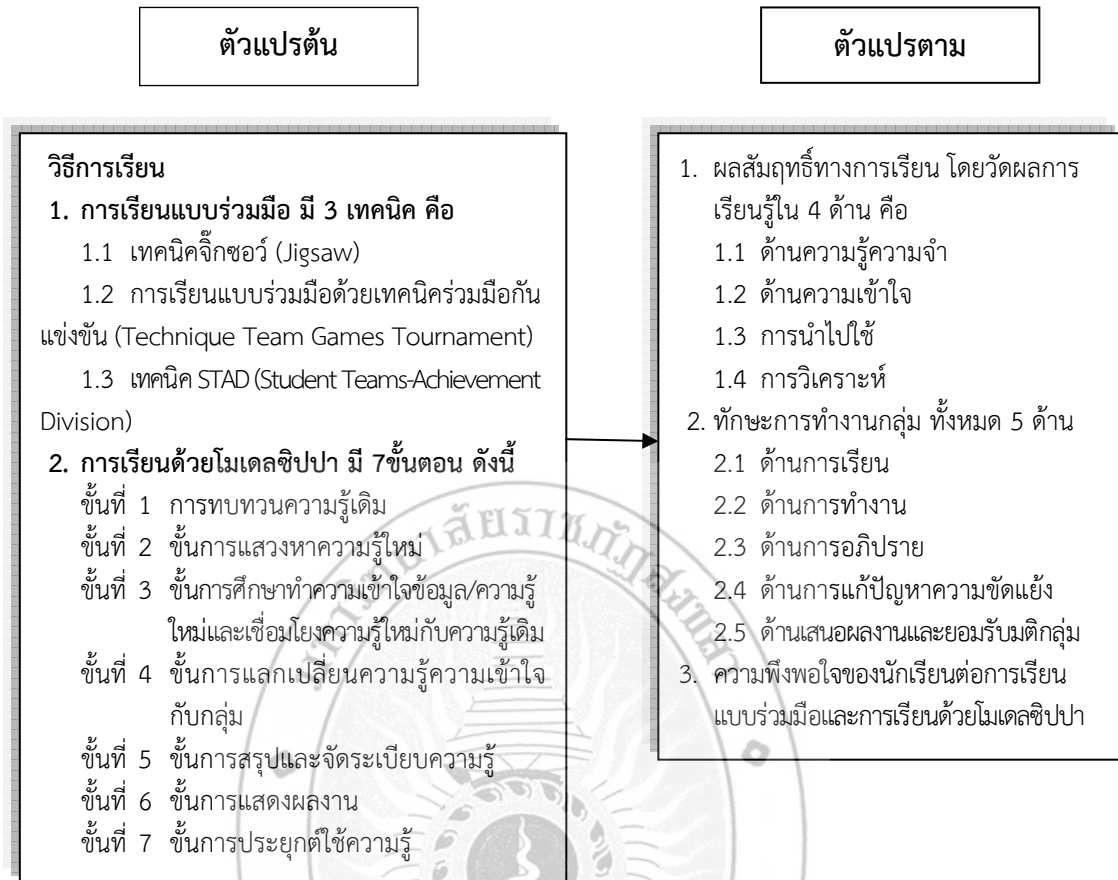 ตัวแปรต้น
ตัวแปรตาม
วิธีการเรียน
1. การเรียนแบบร่วมมือ มี 3 เทคนิค คือ
1.1 เทคนิคจิ๊กซอว์ (Jigsaw)
1.2 การเรียนแบบร่วมมือด้วยเทคนิคร่วมมือกัน
แข่งขัน (Technique Team Games Tournament)
1.3 เทคนิค STAD (Student Teams-Achievement
Division)
2. การเรียนด้วยโมเดลซิปปา มี 7ขั้นตอน ดังนี้
ขั้นที่ 1 การทบทวนความรู้เดิม
ขั้นที่ 2 ขั้นการแสวงหาความรู้ใหม่
ขั้นที่ 3 ขั้นการศึกษาทำความเข้าใจข้อมูล/ความรู้
ใหม่และเชื่อมโยงความรู้ใหม่กับความรู้เดิม
ขั้นที่ 4 ขั้นการแลกเปลี่ยนความรู้ความเข้าใจ
กับกลุ่ม
ขั้นที่ 5 ขั้นการสรุปและจัดระเบียบความรู้
ขั้นที่ 6 ขั้นการแสดงผลงาน
ขั้นที่ 7 ขั้นการประยุกต์ใช้ความรู้
1. ผลสัมฤทธิ์ทางการเรียน โดยวัดผลการ
เรียนรู้ใน 4 ด้าน คือ
1.1 ด้านความรู้ความจำ
1.2 ด้านความเข้าใจ
1.3 การนำไปใช้
1.4 การวิเคราะห์
2. ทักษะการทำงานกลุ่ม ทั้งหมด 5 ด้าน
2.1 ด้านการเรียน
2.2 ด้านการทำงาน
2.3 ด้านการอภิปราย
2.4 ด้านการแก้ปัญหาความขัดแย้ง
2.5 ด้านเสนอผลงานและยอมรับมติกลุ่ม
3. ความพึงพอใจของนักเรียนต่อการเรียน
แบบร่วมมือและการเรียนด้วยโมเดลซิปปา